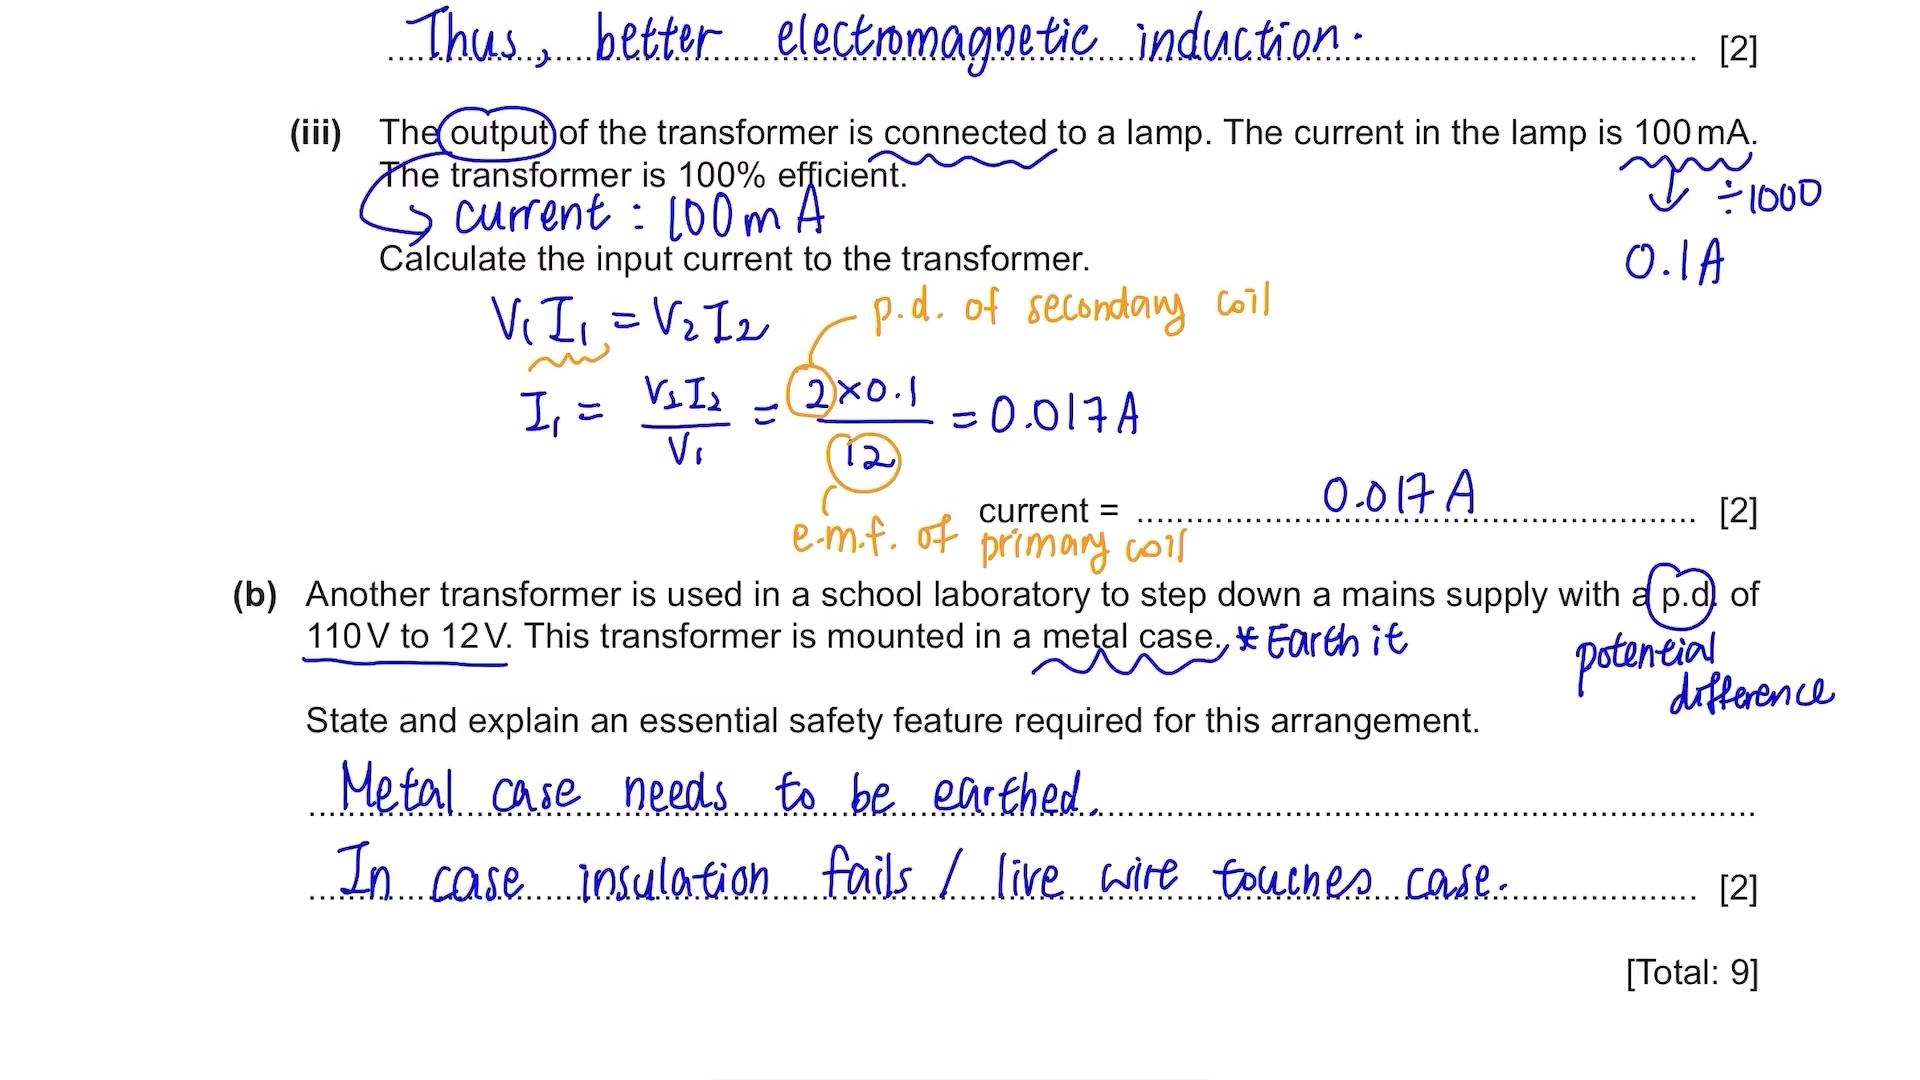 Thus, better electromagnetic induction. [2]
(iii) The output of the transformer is connected to a lamp. The current in the lamp is 100 mA.
The transformer is 100% efficient.
÷1000
current : 100 m A
0.1A
Calculate the input current to the transformer.
p.d. of secondary coil
V₁I₁ = V₂I₂
I₁ = V₂I₂ / V₁ = 2×0.1 / 12 = 0.017A
current = 0.017 A [2]
e.m.f. of primary coil
(b) Another transformer is used in a school laboratory to step down a mains supply with a p.d. of
110 V to 12 V. This transformer is mounted in a metal case. * Earth it
potential
difference
State and explain an essential safety feature required for this arrangement.
Metal case needs to be earthed.
In case insulation fails / live wire touches case. [2]
[Total: 9]